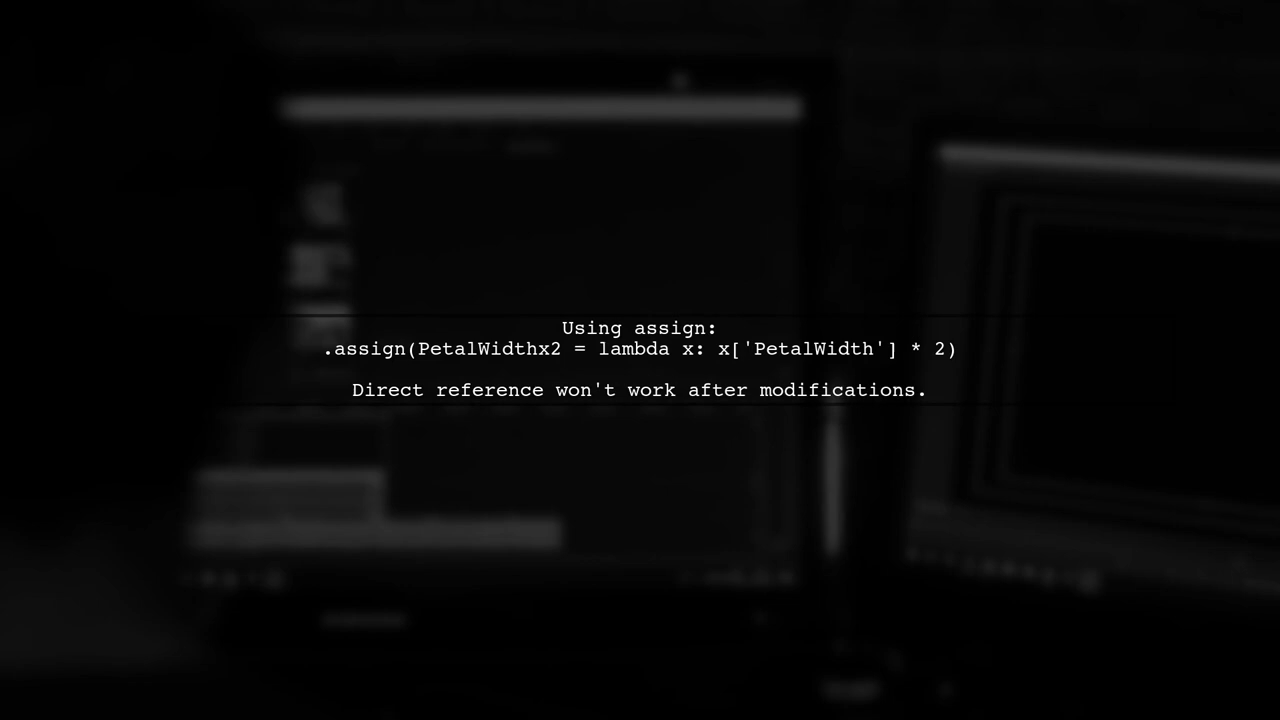 Using assign:
.assign(PetalWidthx2 = lambda x: x['PetalWidth'] * 2)
Direct reference won't work after modifications.